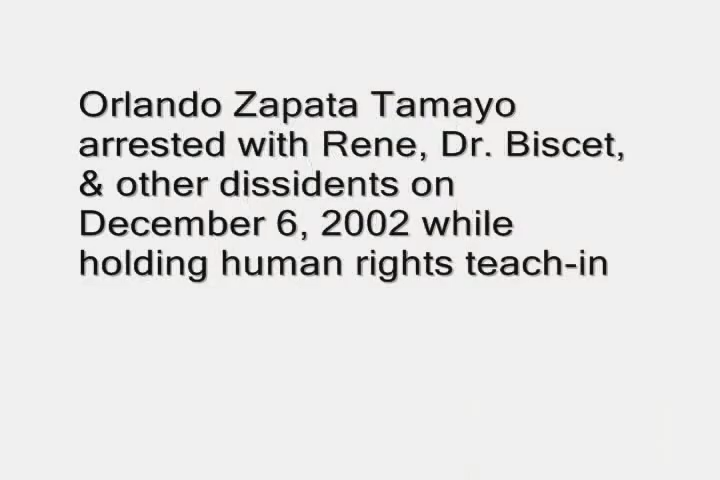 Orlando Zapata Tamayo
arrested with Rene, Dr. Biscet,
& other dissidents on
December 6, 2002 while
holding human rights teach-in